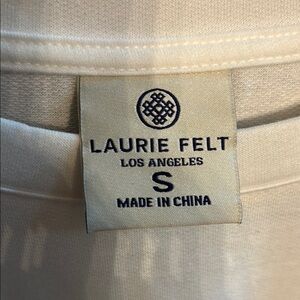 LAURIE FELT
LOS ANGELES
S
MADE IN CHINA